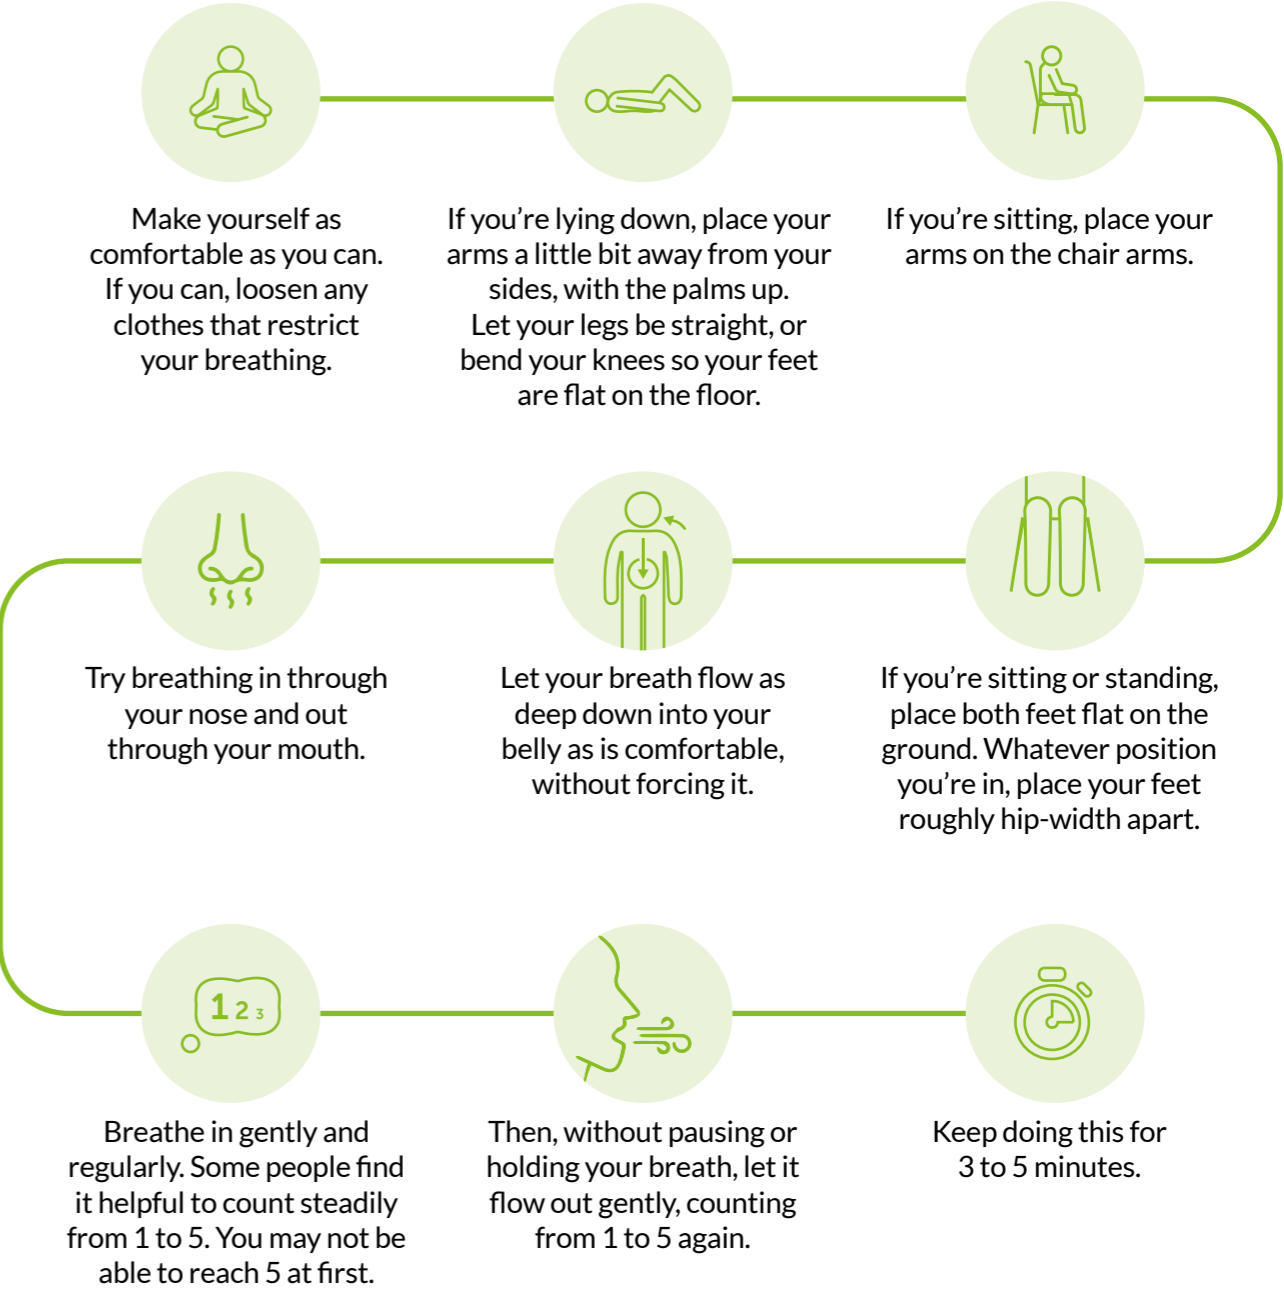 Make yourself as
comfortable as you can.
If you can, loosen any
clothes that restrict
your breathing.
If you’re lying down, place your
arms a little bit away from your
sides, with the palms up.
Let your legs be straight, or
bend your knees so your feet
are flat on the floor.
If you’re sitting, place your
arms on the chair arms.
If you’re sitting or standing,
place both feet flat on the
ground. Whatever position
you’re in, place your feet
roughly hip-width apart.
Let your breath flow as
deep down into your
belly as is comfortable,
without forcing it.
Try breathing in through
your nose and out
through your mouth.
1 2 3
Breathe in gently and
regularly. Some people find
it helpful to count steadily
from 1 to 5. You may not be
able to reach 5 at first.
Then, without pausing or
holding your breath, let it
flow out gently, counting
from 1 to 5 again.
Keep doing this for
3 to 5 minutes.